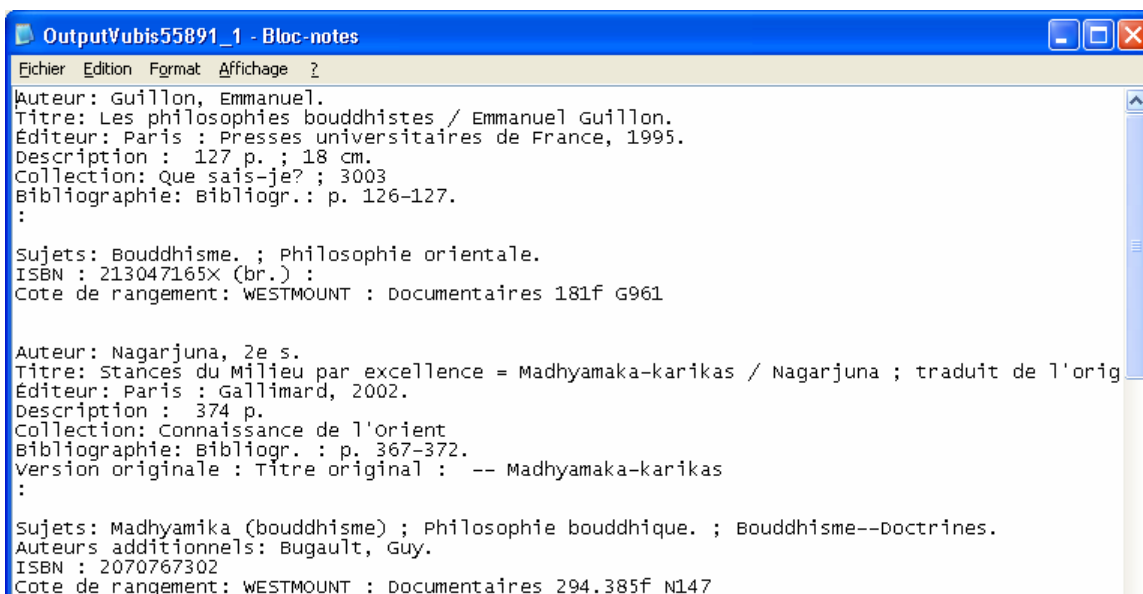 OutputVubis55891_1 - Bloc-notes
Fichier Edition Format Affichage ?
Auteur: Guillon, Emmanuel.
Titre: Les philosophies bouddhistes / Emmanuel Guillon.
Éditeur: Paris : Presses universitaires de France, 1995.
Description :  127 p. ; 18 cm.
Collection: Que sais-je? ; 3003
Bibliographie: Bibliogr.: p. 126-127.
:
Sujets: Bouddhisme. ; Philosophie orientale.
ISBN : 213047165X (br.) :
Cote de rangement: WESTMOUNT : Documentaires 181f G961
Auteur: Nagarjuna, 2e s.
Titre: Stances du Milieu par excellence = Madhyamaka-karikas / Nagarjuna ; traduit de l'orig
Éditeur: Paris : Gallimard, 2002.
Description :  374 p.
Collection: Connaissance de l'Orient
Bibliographie: Bibliogr. : p. 367-372.
Version originale : Titre original :  -- Madhyamaka-karikas
:
Sujets: Madhyamika (bouddhisme) ; Philosophie bouddhique. ; Bouddhisme--Doctrines.
Auteurs additionnels: Bugault, Guy.
ISBN : 2070767302
Cote de rangement: WESTMOUNT : Documentaires 294.385f N147